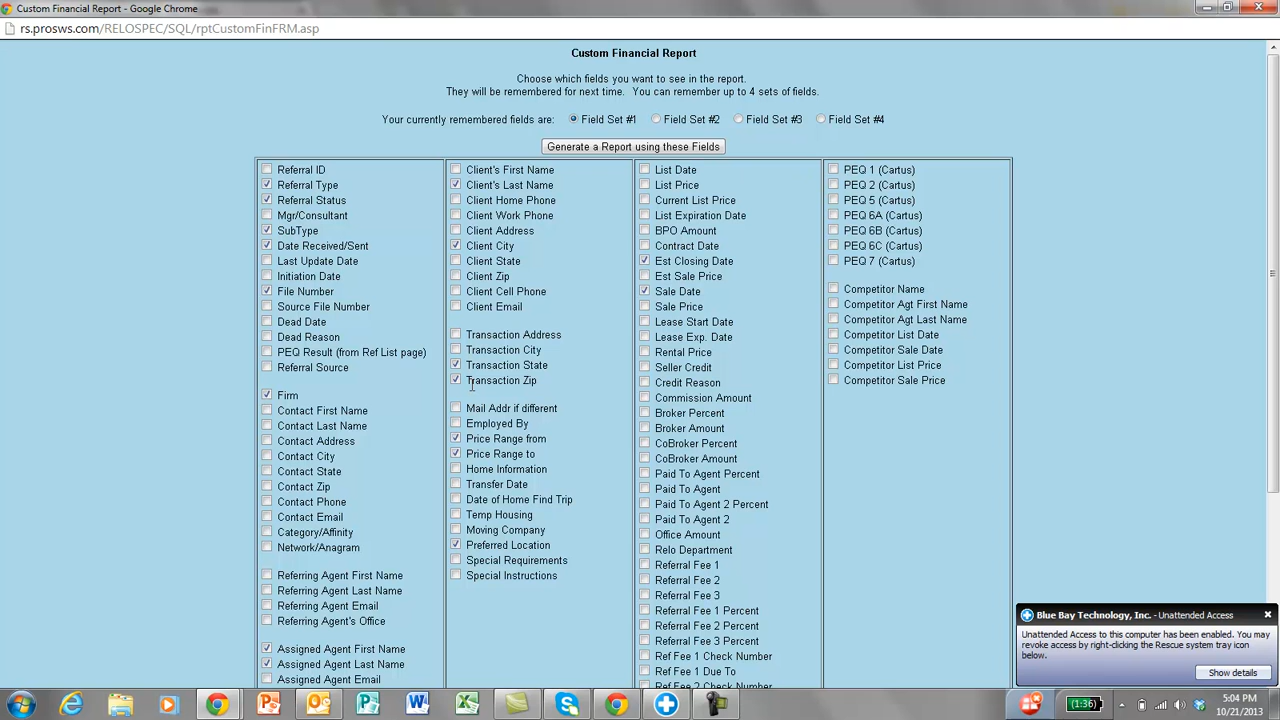 Custom Financial Report - Google Chrome
rs.prosws.com/RELOSPEC/SQL/rptCustomFinFRM.asp
Custom Financial Report
Choose which fields you want to see in the report.
They will be remembered for next time. You can remember up to 4 sets of fields.
Your currently remembered fields are: Field Set #1 Field Set #2 Field Set #3 Field Set #4
Generate a Report using these Fields
Referral ID
Referral Type
Referral Status
Mgr/Consultant
SubType
Date Received/Sent
Last Update Date
Initiation Date
File Number
Source File Number
Dead Date
Dead Reason
PEQ Result (from Ref List page)
Referral Source
Firm
Contact First Name
Contact Last Name
Contact Address
Contact City
Contact State
Contact Zip
Contact Phone
Contact Email
Category/Affinity
Network/Anagram
Referring Agent First Name
Referring Agent Last Name
Referring Agent Email
Referring Agent's Office
Assigned Agent First Name
Assigned Agent Last Name
Assigned Agent Email
Client's First Name
Client's Last Name
Client Home Phone
Client Work Phone
Client Address
Client City
Client State
Client Zip
Client Cell Phone
Client Email
Transaction Address
Transaction City
Transaction State
Transaction Zip
Mail Addr if different
Employed By
Price Range from
Price Range to
Home Information
Transfer Date
Date of Home Find Trip
Temp Housing
Moving Company
Preferred Location
Special Requirements
Special Instructions
List Date
List Price
Current List Price
List Expiration Date
BPO Amount
Contract Date
Est Closing Date
Est Sale Price
Sale Date
Sale Price
Lease Start Date
Lease Exp. Date
Rental Price
Seller Credit
Credit Reason
Commission Amount
Broker Percent
Broker Amount
CoBroker Percent
CoBroker Amount
Paid To Agent Percent
Paid To Agent
Paid To Agent 2 Percent
Paid To Agent 2
Office Amount
Relo Department
Referral Fee 1
Referral Fee 2
Referral Fee 3
Referral Fee 1 Percent
Referral Fee 2 Percent
Referral Fee 3 Percent
Ref Fee 1 Check Number
Ref Fee 1 Due To
Ref Fee 2 Check Number
PEQ 1 (Cartus)
PEQ 2 (Cartus)
PEQ 5 (Cartus)
PEQ 6A (Cartus)
PEQ 6B (Cartus)
PEQ 6C (Cartus)
PEQ 7 (Cartus)
Competitor Name
Competitor Agt First Name
Competitor Agt Last Name
Competitor List Date
Competitor Sale Date
Competitor List Price
Competitor Sale Price
Blue Bay Technology, Inc. - Unattended Access
Unattended Access to this computer has been enabled. You may
revoke access by right-clicking the Rescue system tray icon
below.
Show details
(1:36)
5:04 PM
10/21/2013